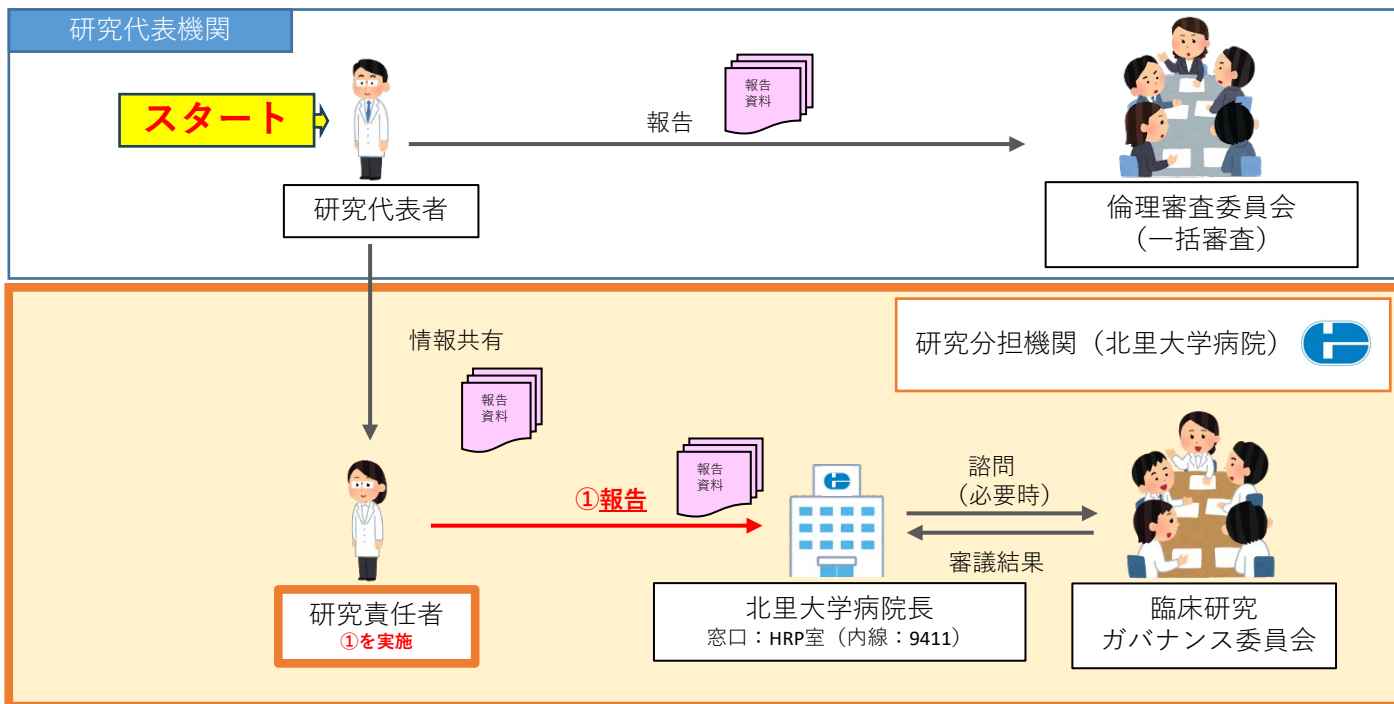 研究代表機関
スタート
報告
報告
資料
研究代表者
倫理審査委員会
（一括審査）
研究分担機関（北里大学病院）
情報共有
報告
資料
①報告
報告
資料
諮問
（必要時）
審議結果
研究責任者
①を実施
北里大学病院長
窓口：HRP室（内線：9411）
臨床研究
ガバナンス委員会